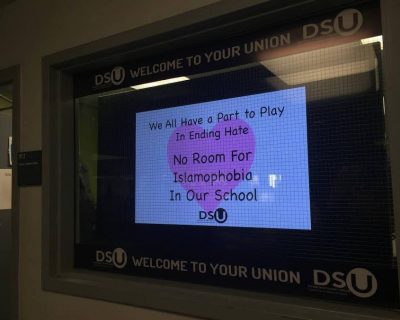 DSU WELCOME TO YOUR UNION DSU
We All Have a Part to Play
In Ending Hate
No Room For
Islamophobia
In Our School
DSU
DSU WELCOME TO YOUR UNION DSU